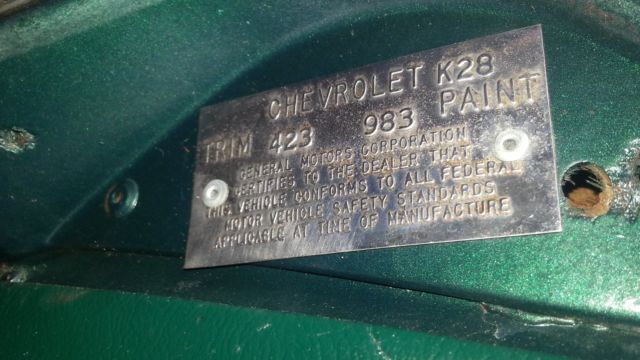 CHEVROLET K28
TRIM 423 983 PAINT
GENERAL MOTORS CORPORATION
CERTIFIES TO THE DEALER THAT
THIS VEHICLE CONFORMS TO ALL FEDERAL
MOTOR VEHICLE SAFETY STANDARDS
APPLICABLE AT TINE OF MANUFACTURE